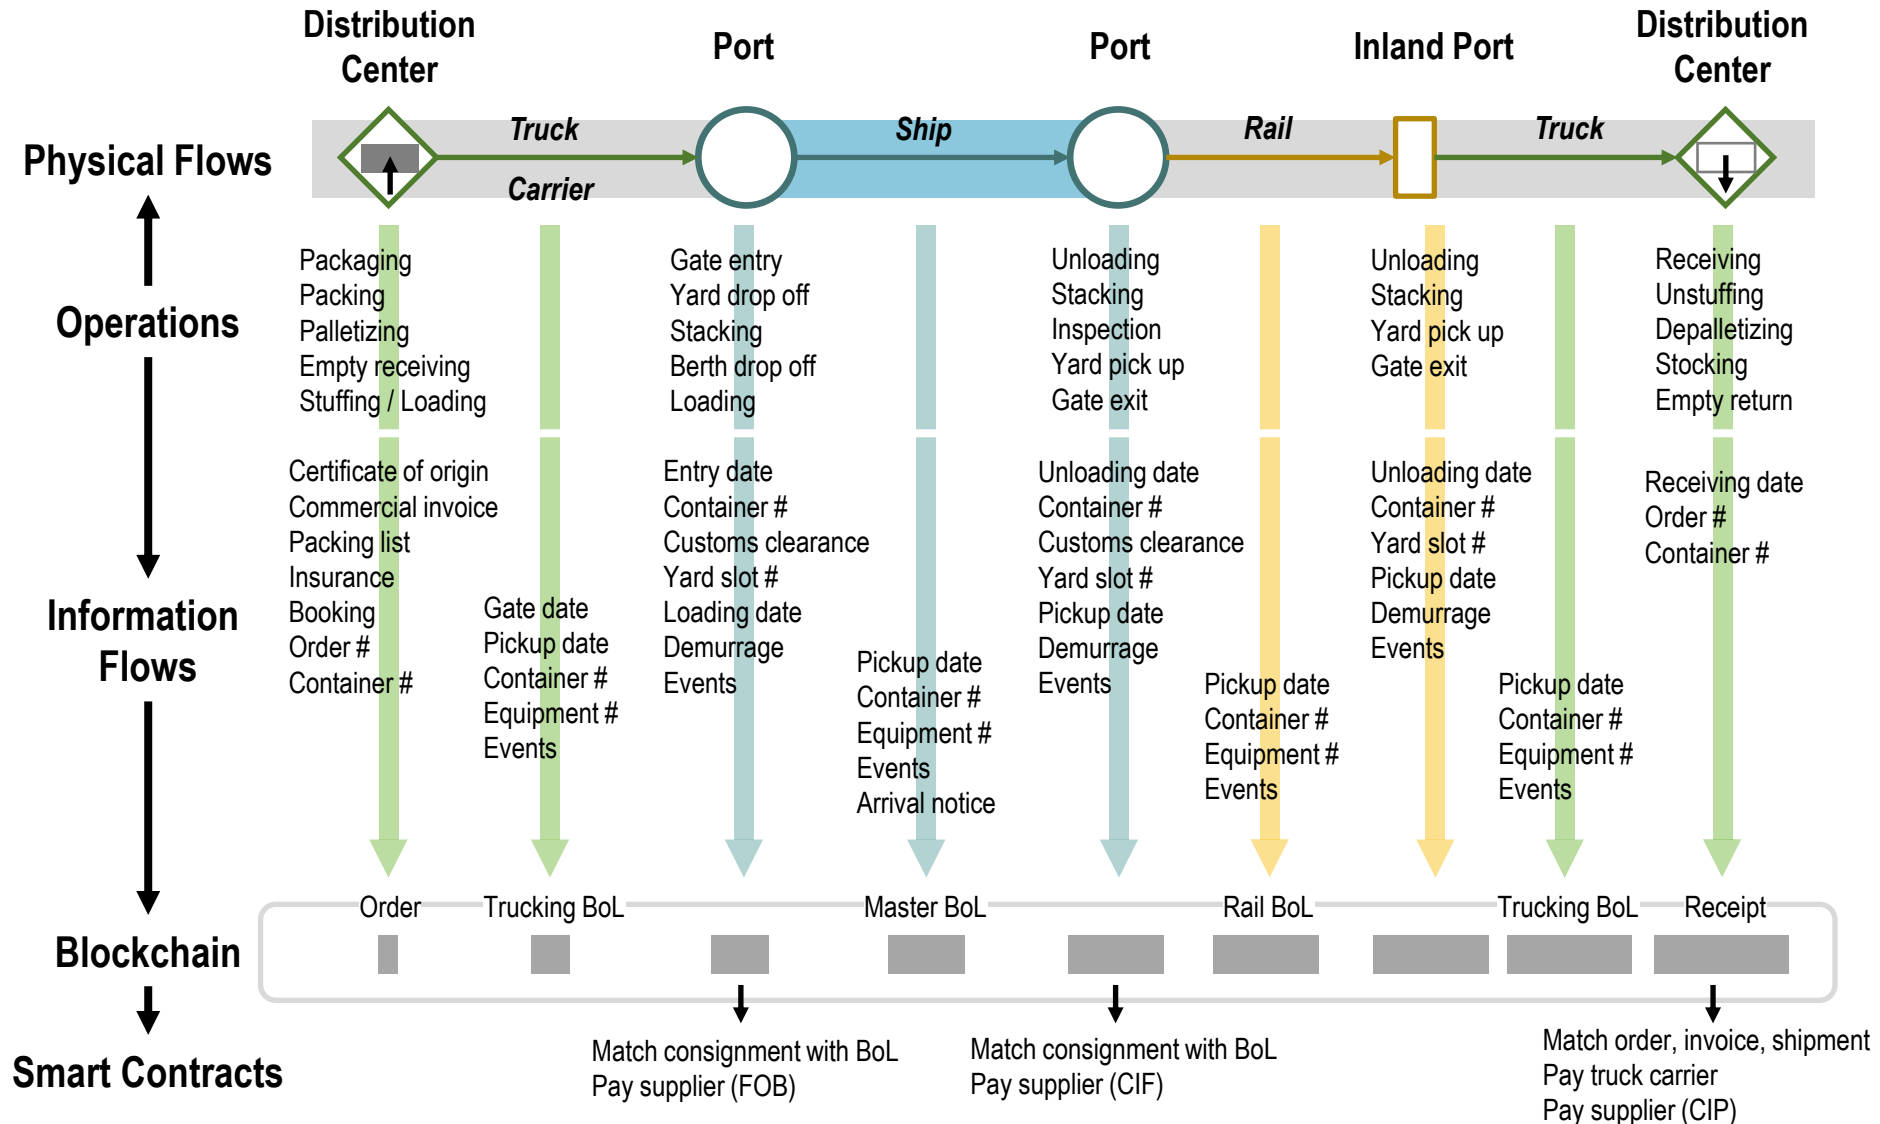 Distribution
Center
Port
Port
Inland Port
Distribution
Center
Physical Flows
Truck
Carrier
Ship
Rail
Truck
Operations
Packaging
Packing
Palletizing
Empty receiving
Stuffing / Loading
Gate entry
Yard drop off
Stacking
Berth drop off
Loading
Unloading
Stacking
Inspection
Yard pick up
Gate exit
Unloading
Stacking
Yard pick up
Gate exit
Receiving
Unstuffing
Depalletizing
Stocking
Empty return
Information
Flows
Certificate of origin
Commercial invoice
Packing list
Insurance
Booking
Order #
Container #
Gate date
Pickup date
Container #
Equipment #
Events
Entry date
Container #
Customs clearance
Yard slot #
Loading date
Demurrage
Events
Pickup date
Container #
Equipment #
Events
Arrival notice
Unloading date
Container #
Customs clearance
Yard slot #
Pickup date
Demurrage
Events
Pickup date
Container #
Equipment #
Events
Unloading date
Container #
Yard slot #
Pickup date
Demurrage
Events
Pickup date
Container #
Equipment #
Events
Receiving date
Order #
Container #
Blockchain
Order
Trucking BoL
Master BoL
Rail BoL
Trucking BoL
Receipt
Smart Contracts
Match consignment with BoL
Pay supplier (FOB)
Match consignment with BoL
Pay supplier (CIF)
Match order, invoice, shipment
Pay truck carrier
Pay supplier (CIP)